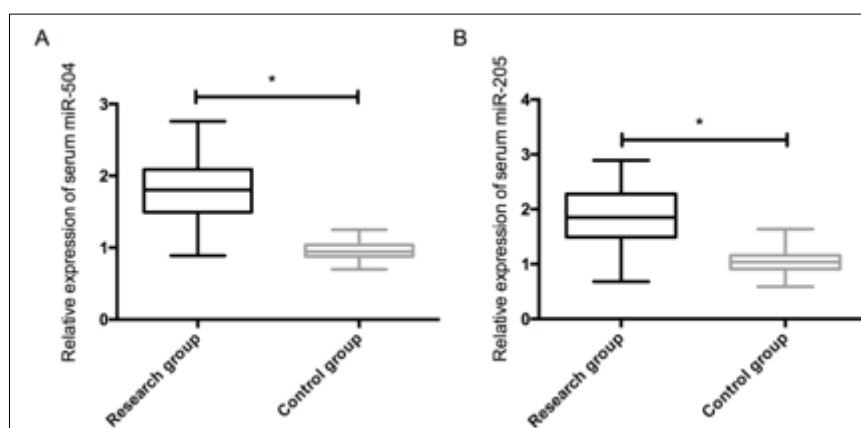 A
Relative expression of serum miR-504
3
2
1
0
*
Research group
Control group
B
Relative expression of serum miR-205
4
3
2
1
0
*
Research group
Control group